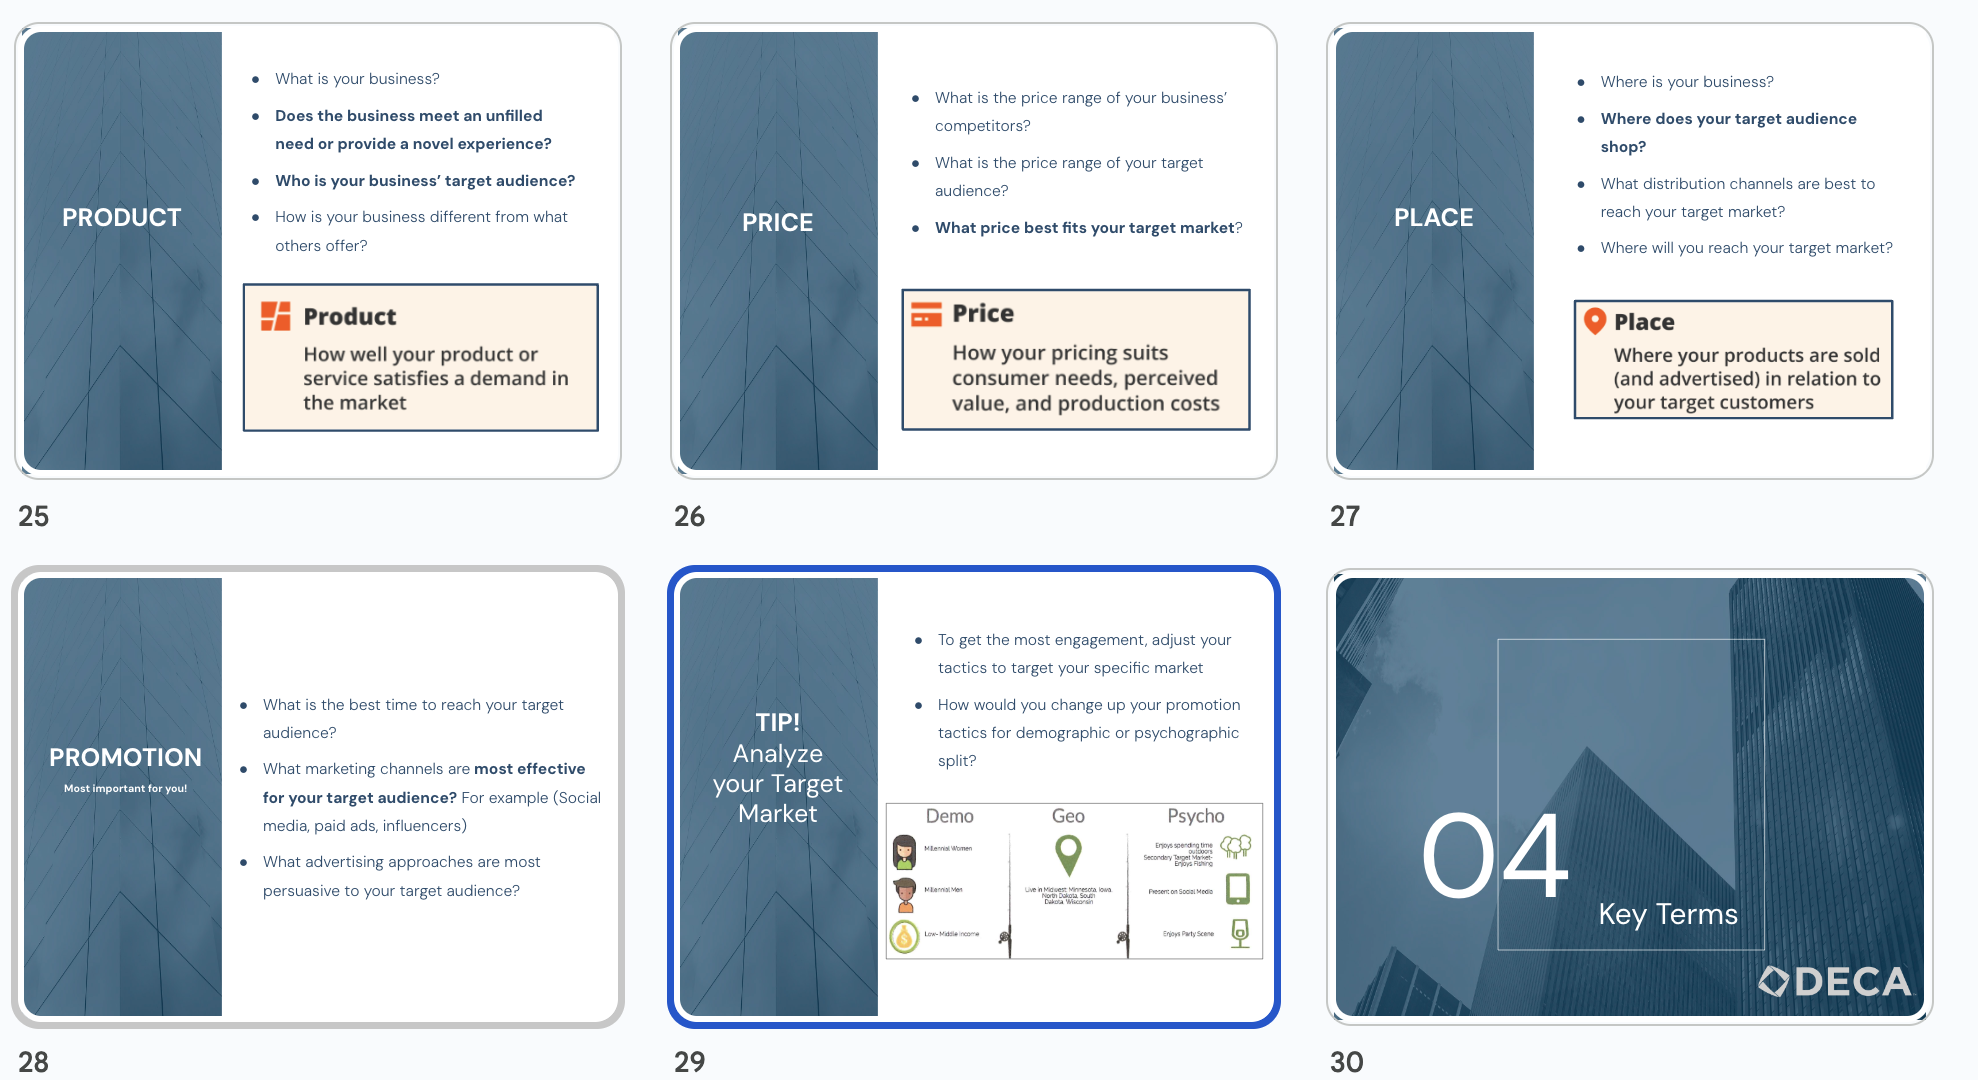 PRODUCT
● What is your business?
● Does the business meet an unfilled
need or provide a novel experience?
● Who is your business’ target audience?
● How is your business different from what
others offer?
Product
How well your product or
service satisfies a demand in
the market
25
PRICE
● What is the price range of your business’
competitors?
● What is the price range of your target
audience?
● What price best fits your target market?
Price
How your pricing suits
consumer needs, perceived
value, and production costs
26
PLACE
● Where is your business?
● Where does your target audience
shop?
● What distribution channels are best to
reach your target market?
● Where will you reach your target market?
Place
Where your products are sold
(and advertised) in relation to
your target customers
27
PROMOTION
Most important for you!
● What is the best time to reach your target
audience?
● What marketing channels are most effective
for your target audience? For example (Social
media, paid ads, influencers)
● What advertising approaches are most
persuasive to your target audience?
28
TIP!
Analyze
your Target
Market
● To get the most engagement, adjust your
tactics to target your specific market
● How would you change up your promotion
tactics for demographic or psychographic
split?
Demo
Millennial Women
Millennial Men
Low- Middle Income
Geo
Live in Midwest: Minnesota, Iowa,
North Dakota, South
Dakota, Wisconsin
Psycho
Enjoys spending time
outdoors
Secondary Target Market-
Enjoys Fishing
Present on Social Media
Enjoys Party Scene
29
04
Key Terms
DECA
30